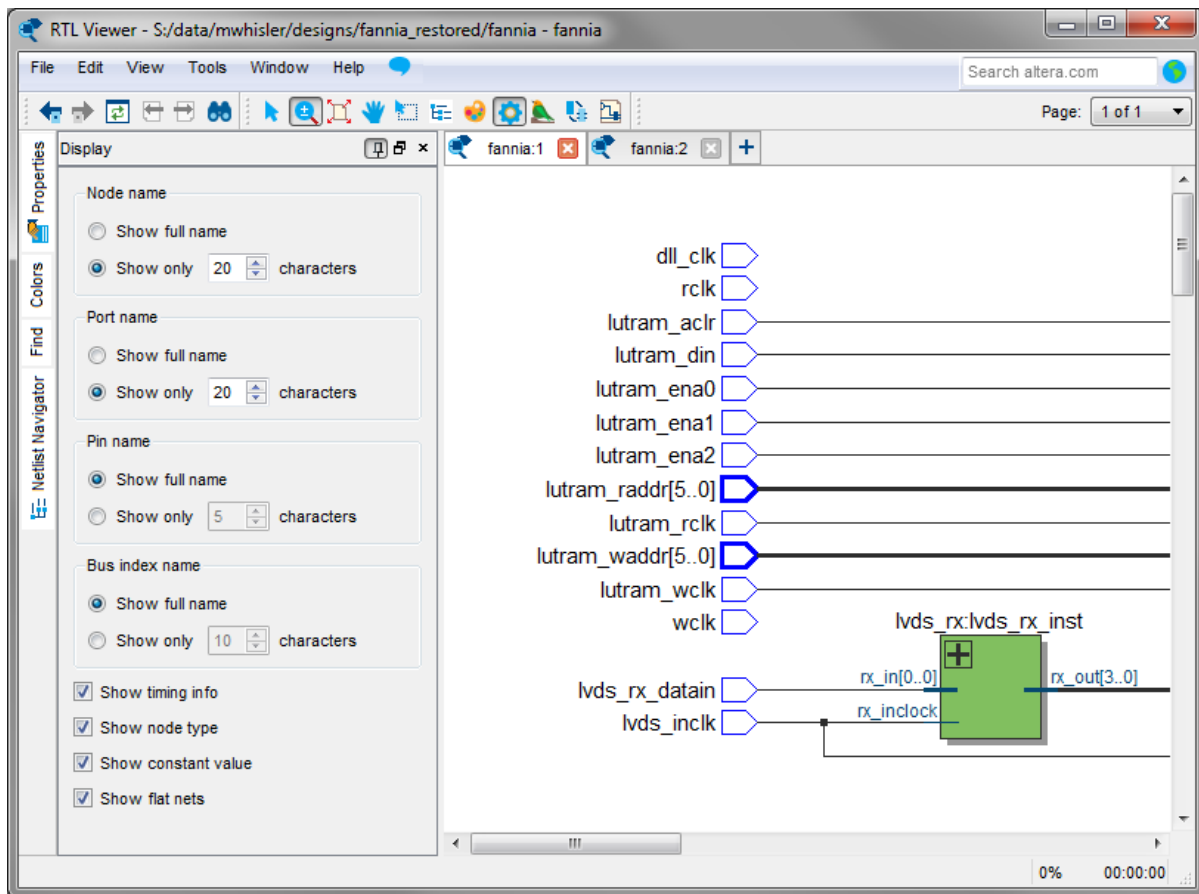 RTL Viewer - S:/data/mwhisler/designs/fannia_restored/fannia - fannia
File Edit View Tools Window Help
Search altera.com
Page: 1 of 1
Properties
Colors
Find
Netlist Navigator
Display
Node name
Show full name
Show only 20 characters
Port name
Show full name
Show only 20 characters
Pin name
Show full name
Show only 5 characters
Bus index name
Show full name
Show only 10 characters
Show timing info
Show node type
Show constant value
Show flat nets
fannia:1 fannia:2
dll_clk
rclk
lutram_aclr
lutram_din
lutram_ena0
lutram_ena1
lutram_ena2
lutram_raddr[5..0]
lutram_rclk
lutram_waddr[5..0]
lutram_wclk
wclk
lvds_rx:lvds_rx_inst
lvds_rx_datain
rx_in[0..0]
rx_out[3..0]
lvds_inclk
rx_inclock
0% 00:00:00